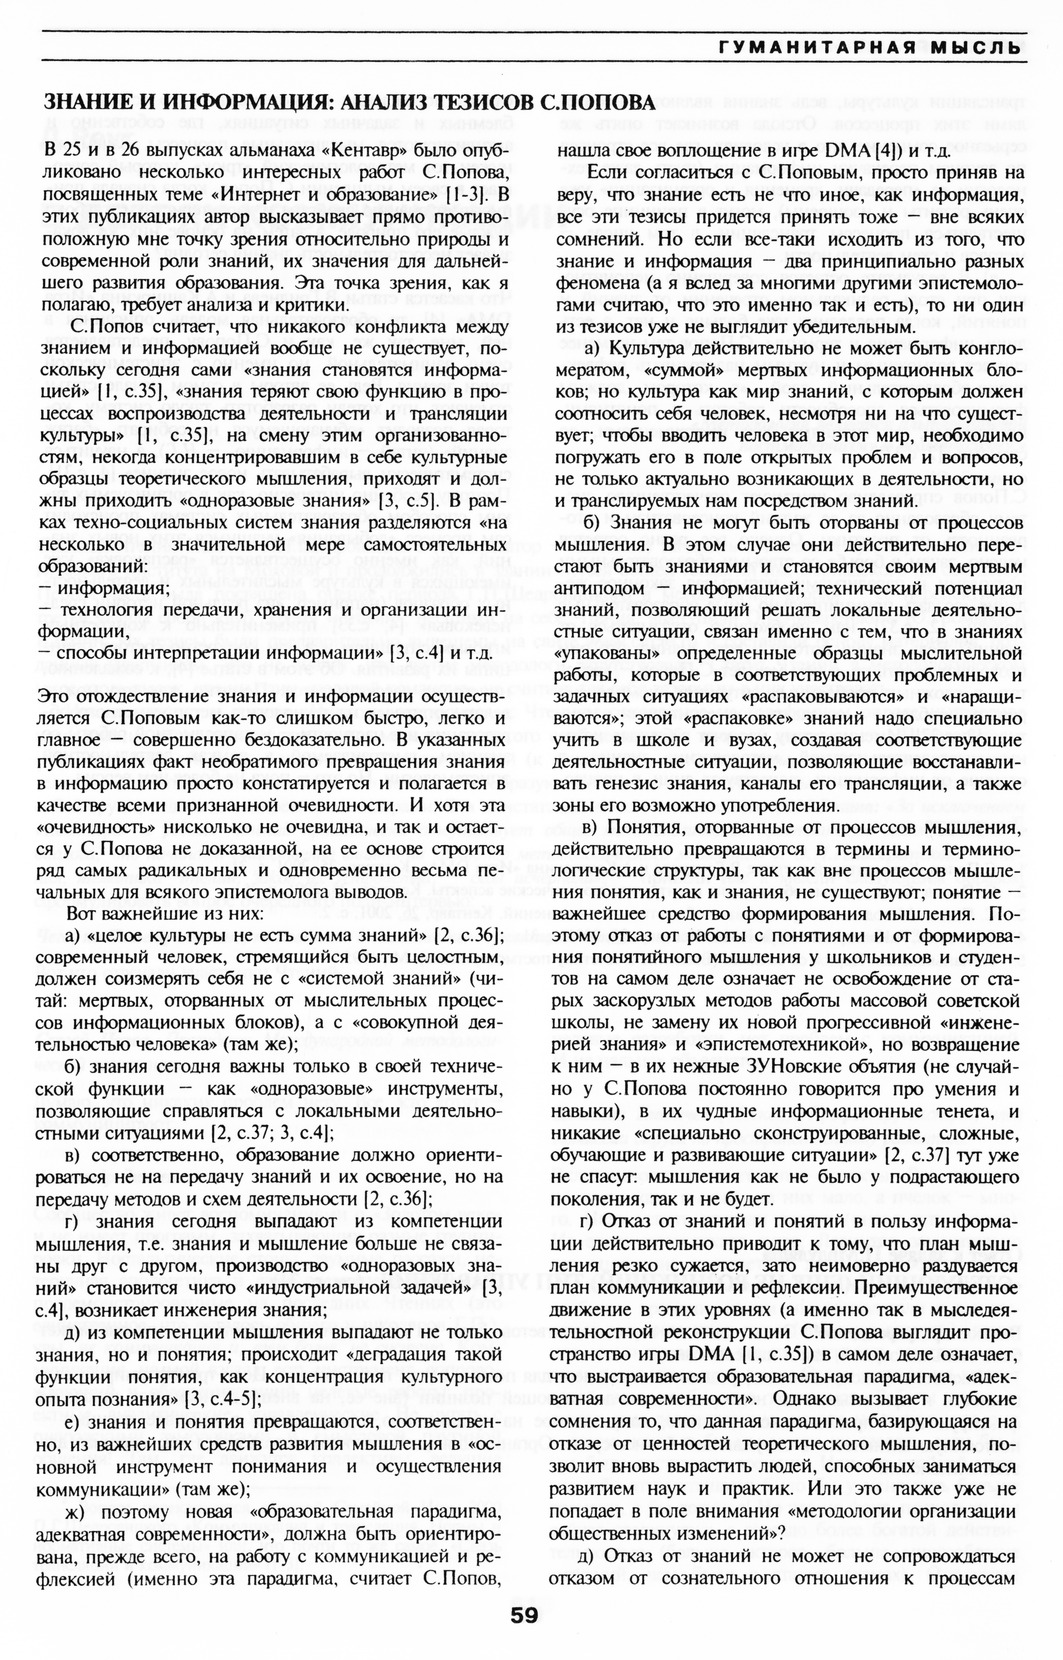 ГУМАНИТАРНАЯ МЫСЛЬ
ЗНАНИЕ И ИНФОРМАЦИЯ: АНАЛИЗ ТЕЗИСОВ С.ПОПОВА
В 25 и в 26 выпусках альманаха «Кентавр» было опуб-
ликовано несколько интересных работ С.Попова,
посвященных теме «Интернет и образование» [1-3]. В
этих публикациях автор высказывает прямо противо-
положную мне точку зрения относительно природы и
современной роли знаний, их значения для дальней-
шего развития образования. Эта точка зрения, как я
полагаю, требует анализа и критики.
С.Попов считает, что никакого конфликта между
знанием и информацией вообще не существует, по-
скольку сегодня сами «знания становятся информа-
цией» [1, с.35], «знания теряют свою функцию в про-
цессах воспроизводства деятельности и трансляции
культуры» [1, с.35], на смену этим организованно-
стям, некогда концентрировавшим в себе культурные
образцы теоретического мышления, приходят и дол-
жны приходить «одноразовые знания» [3, с.5]. В рам-
ках техно-социальных систем знания разделяются «на
несколько в значительной мере самостоятельных
образований:
— информация;
— технология передачи, хранения и организации ин-
формации,
— способы интерпретации информации» [3, с.4] и т.д.
Это отождествление знания и информации осуществ-
ляется С.Поповым как-то слишком быстро, легко и
главное — совершенно бездоказательно. В указанных
публикациях факт необратимого превращения знания
в информацию просто констатируется и полагается в
качестве всеми признанной очевидности. И хотя эта
«очевидность» нисколько не очевидна, и так и остает-
ся у С.Попова не доказанной, на ее основе строится
ряд самых радикальных и одновременно весьма пе-
чальных для всякого эпистемолога выводов.
Вот важнейшие из них:
а) «целое культуры не есть сумма знаний» [2, с.36];
современный человек, стремящийся быть целостным,
должен соизмерять себя не с «системой знаний» (чи-
тай: мертвых, оторванных от мыслительных процес-
сов информационных блоков), а с «совокупной дея-
тельностью человека» (там же);
б) знания сегодня важны только в своей техниче-
ской функции — как «одноразовые» инструменты,
позволяющие справляться с локальными деятельно-
стными ситуациями [2, с.37; 3, с.4];
в) соответственно, образование должно ориенти-
роваться не на передачу знаний и их освоение, но на
передачу методов и схем деятельности [2, с.36];
г) знания сегодня выпадают из компетенции
мышления, т.е. знания и мышление больше не связа-
ны друг с другом, производство «одноразовых зна-
ний» становится чисто «индустриальной задачей» [3,
с.4], возникает инженерия знания;
д) из компетенции мышления выпадают не только
знания, но и понятия; происходит «деградация такой
функции понятия, как концентрация культурного
опыта познания» [3, с.4-5];
е) знания и понятия превращаются, соответствен-
но, из важнейших средств развития мышления в «ос-
новной инструмент понимания и осуществления
коммуникации» (там же);
ж) поэтому новая «образовательная парадигма,
адекватная современности», должна быть ориентиро-
вана, прежде всего, на работу с коммуникацией и ре-
флексией (именно эта парадигма, считает С.Попов,
нашла свое воплощение в игре DMA [4]) и т.д.
Если согласиться с С.Поповым, просто приняв на
веру, что знание есть не что иное, как информация,
все эти тезисы придется принять тоже — вне всяких
сомнений. Но если все-таки исходить из того, что
знание и информация — два принципиально разных
феномена (а я вслед за многими другими эпистемоло-
гами считаю, что это именно так и есть), то ни один
из тезисов уже не выглядит убедительным.
а) Культура действительно не может быть конгло-
мератом, «суммой» мертвых информационных бло-
ков; но культура как мир знаний, с которым должен
соотносить себя человек, несмотря ни на что сущест-
вует; чтобы вводить человека в этот мир, необходимо
погружать его в поле открытых проблем и вопросов,
не только актуально возникающих в деятельности, но
и транслируемых нам посредством знаний.
б) Знания не могут быть оторваны от процессов
мышления. В этом случае они действительно пере-
стают быть знаниями и становятся своим мертвым
антиподом — информацией; технический потенциал
знаний, позволяющий решать локальные деятельно-
стные ситуации, связан именно с тем, что в знаниях
«упакованы» определенные образцы мыслительной
работы, которые в соответствующих проблемных и
задачных ситуациях «распаковываются» и «наращи-
ваются»; этой «распаковке» знаний надо специально
учить в школе и вузах, создавая соответствующие
деятельностные ситуации, позволяющие восстанавли-
вать генезис знания, каналы его трансляции, а также
зоны его возможно употребления.
в) Понятия, оторванные от процессов мышления,
действительно превращаются в термины и термино-
логические структуры, так как вне процессов мышле-
ния понятия, как и знания, не существуют; понятие —
важнейшее средство формирования мышления. По-
этому отказ от работы с понятиями и от формирова-
ния понятийного мышления у школьников и студен-
тов на самом деле означает не освобождение от ста-
рых заскорузлых методов работы массовой советской
школы, не замену их новой прогрессивной «инжене-
рией знания» и «эпистемотехникой», но возвращение
к ним — в их нежные ЗУНовские объятия (не случай-
но у С.Попова постоянно говорится про умения и
навыки), в их чудные информационные тенета, и
никакие «специально сконструированные, сложные,
обучающие и развивающие ситуации» [2, с.37] тут уже
не спасут: мышления как не было у подрастающего
поколения, так и не будет.
г) Отказ от знаний и понятий в пользу информа-
ции действительно приводит к тому, что план мыш-
ления резко сужается, зато неимоверно раздувается
план коммуникации и рефлексии. Преимущественное
движение в этих уровнях (а именно так в мыследея-
тельностной реконструкции С.Попова выглядит про-
странство игры DMA [1, с.35]) в самом деле означает,
что выстраивается образовательная парадигма, «адек-
ватная современности». Однако вызывает глубокие
сомнения то, что данная парадигма, базирующаяся на
отказе от ценностей теоретического мышления, по-
зволит вновь вырастить людей, способных заниматься
развитием наук и практик. Или это также уже не
попадает в поле внимания «методологии организации
общественных изменений»?
д) Отказ от знаний не может не сопровождаться
отказом от сознательного отношения к процессам
59